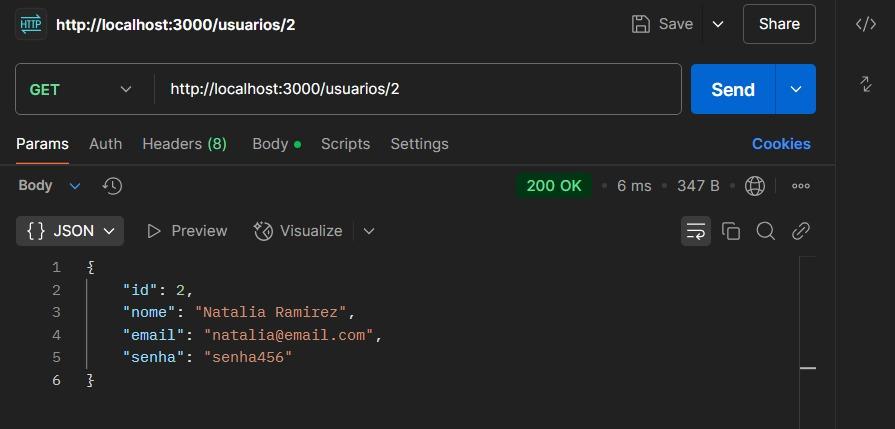 HTTP http://localhost:3000/usuarios/2 Save Share
GET http://localhost:3000/usuarios/2 Send
Params Auth Headers (8) Body Scripts Settings Cookies
Body 200 OK • 6 ms • 347 B •
{} JSON Preview Visualize
1 {
2 "id": 2,
3 "nome": "Natalia Ramirez",
4 "email": "natalia@email.com",
5 "senha": "senha456"
6 }